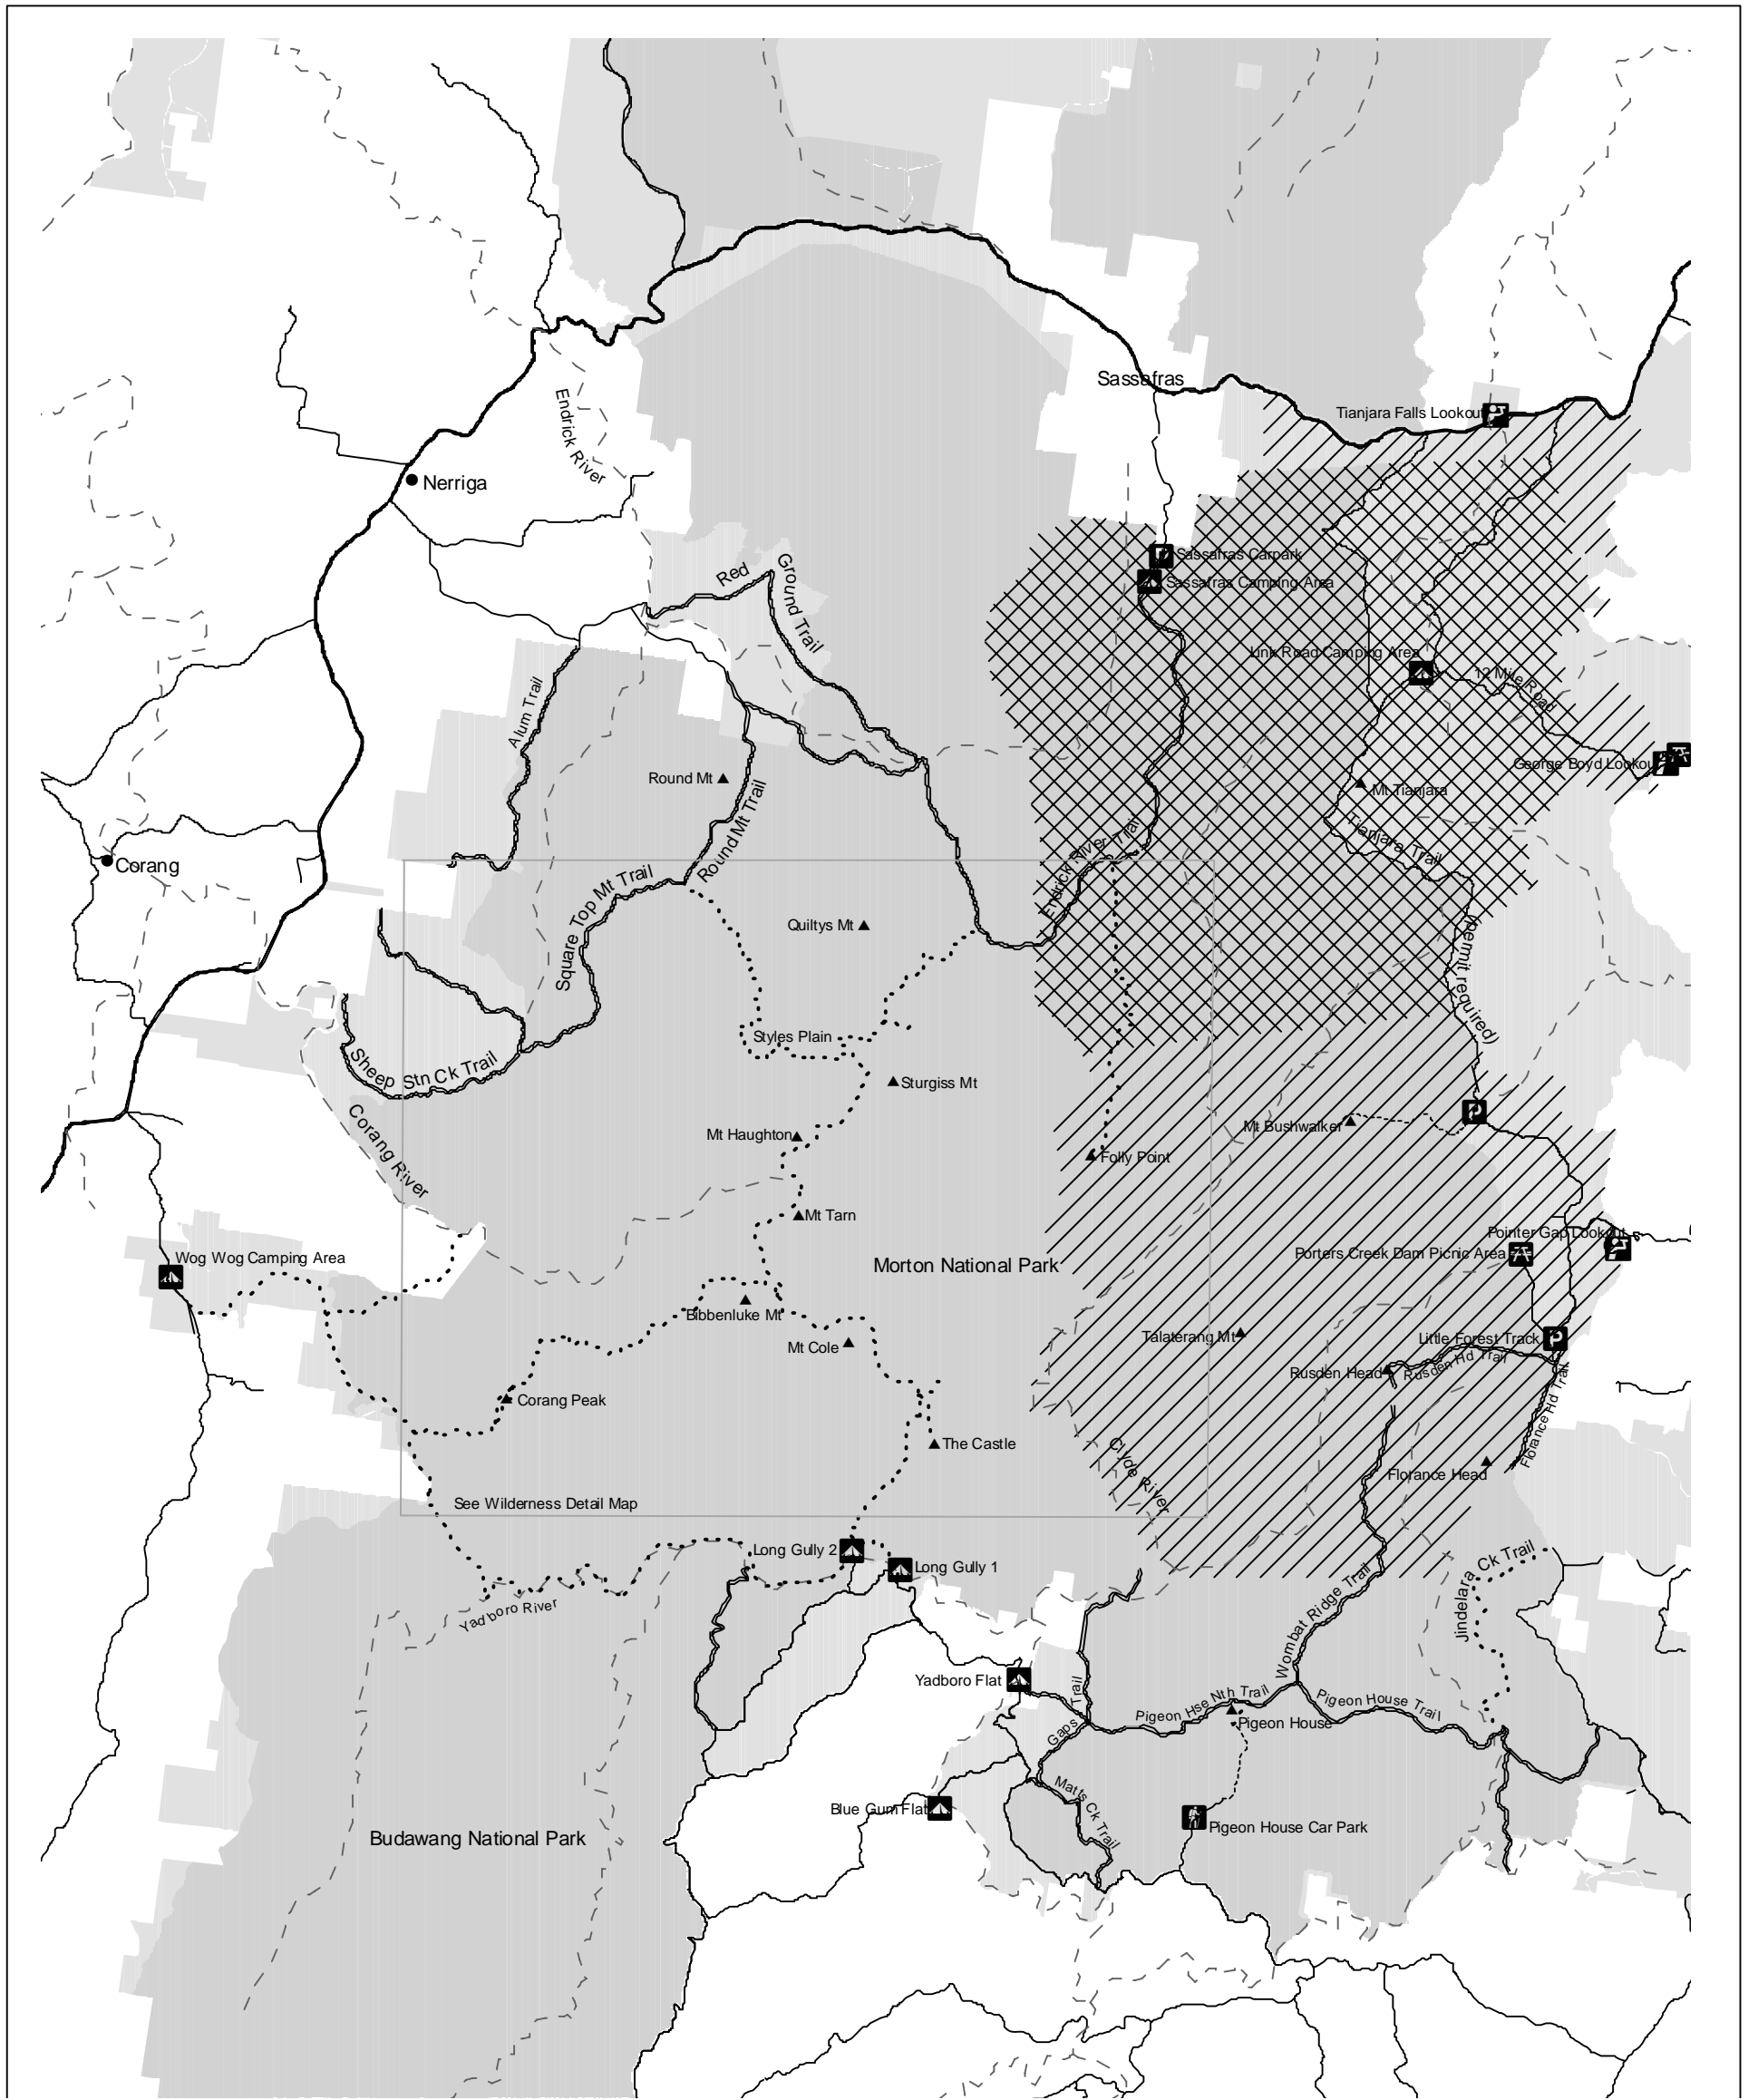 Sassafras
Tianjara Falls Lookout
Endrick River
Nerriga
Sassafras Carpark
Red
Ground Trail
Sassafras Camping Area
Link Road Camping Area
12 Mile Road
Alum Trail
George Boyd Lookout
Round Mt
Mt Tianjara
Round Mt Trail
Tianjara Trail
Endrick River Trail
Corang
Square Top Mt Trail
Quiltys Mt
(permit required)
Styles Plain
Sheep Stn Ck Trail
Sturgiss Mt
Corang River
Mt Haughton
Mt Bushwalker
Folly Point
Mt Tarn
Pointer Gap Lookout
Wog Wog Camping Area
Porters Creek Dam Picnic Area
Morton National Park
Bibbenluke Mt
Talaterang Mt
Little Forest Track
Mt Cole
Rusden Head
Rusden Hd Trail
Corang Peak
Florance Hd Trail
The Castle
Clyde River
Florance Head
See Wilderness Detail Map
Long Gully 2
Long Gully 1
Jindelara Ck Trail
Yadboro River
Wombat Ridge Trail
Yadboro Flat
Gaps Trail
Pigeon Hse Nth Trail
Pigeon House Trail
Pigeon House
Matts Ck Trail
Blue Gum Flat
Pigeon House Car Park
Budawang National Park